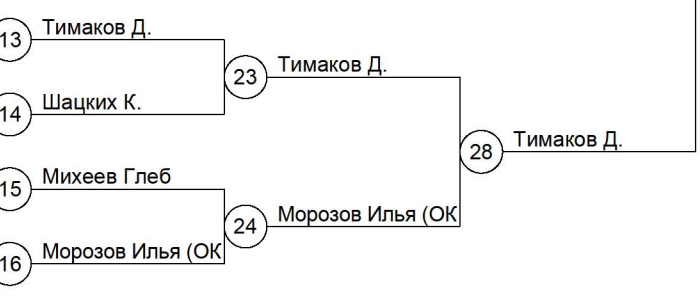 13
Тимаков Д.
23
Тимаков Д.
14
Шацких К.
28
Тимаков Д.
15
Михеев Глеб
24
Морозов Илья (ОК
16
Морозов Илья (ОК